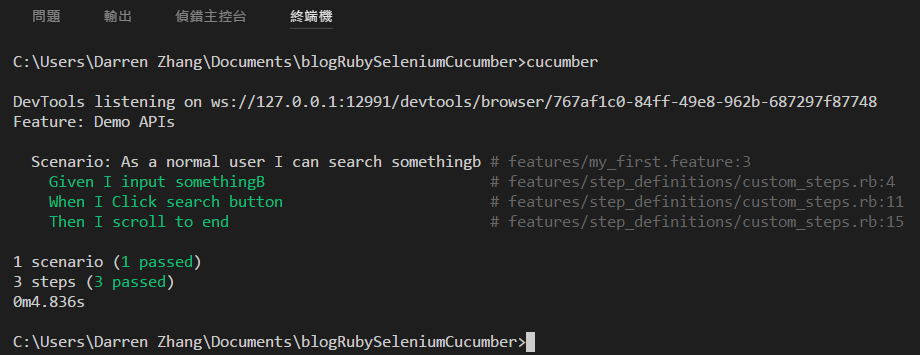 問題 輸出 偵錯主控台 終端機
C:\Users\Darren Zhang\Documents\blogRubySeleniumCucumber>cucumber
DevTools listening on ws://127.0.0.1:12991/devtools/browser/767af1c0-84ff-49e8-962b-687297f87748
Feature: Demo APIs
Scenario: As a normal user I can search somethingb # features/my_first.feature:3
Given I input somethingB # features/step_definitions/custom_steps.rb:4
When I Click search button # features/step_definitions/custom_steps.rb:11
Then I scroll to end # features/step_definitions/custom_steps.rb:15
1 scenario (1 passed)
3 steps (3 passed)
0m4.836s
C:\Users\Darren Zhang\Documents\blogRubySeleniumCucumber>